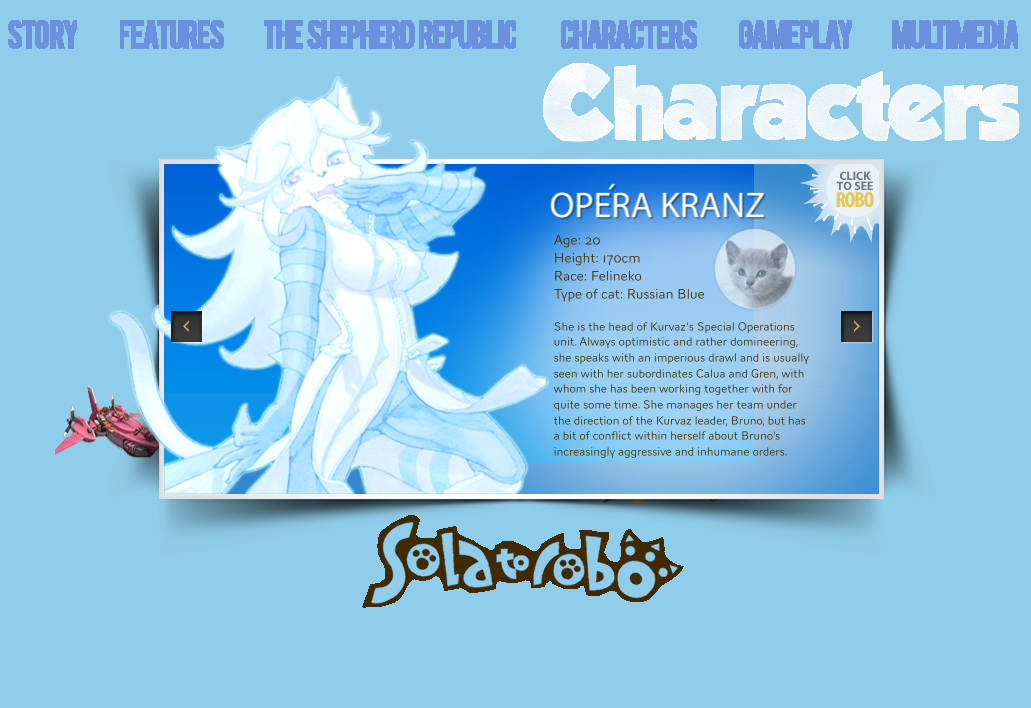 STORY FEATURES THE SHEPHERD REPUBLIC CHARACTERS GAMEPLAY MULTIMEDIA
Characters
CLICK
TO SEE
ROBO
OPÉRA KRANZ
Age: 20
Height: 170cm
Race: Felineko
Type of cat: Russian Blue
She is the head of Kurvaz's Special Operations
unit. Always optimistic and rather domineering,
she speaks with an imperious drawl and is usually
seen with her subordinates Calua and Gren, with
whom she has been working together with for
quite some time. She manages her team under
the direction of the Kurvaz leader, Bruno, but has
a bit of conflict within herself about Bruno's
increasingly aggressive and inhumane orders.
Solatorobo